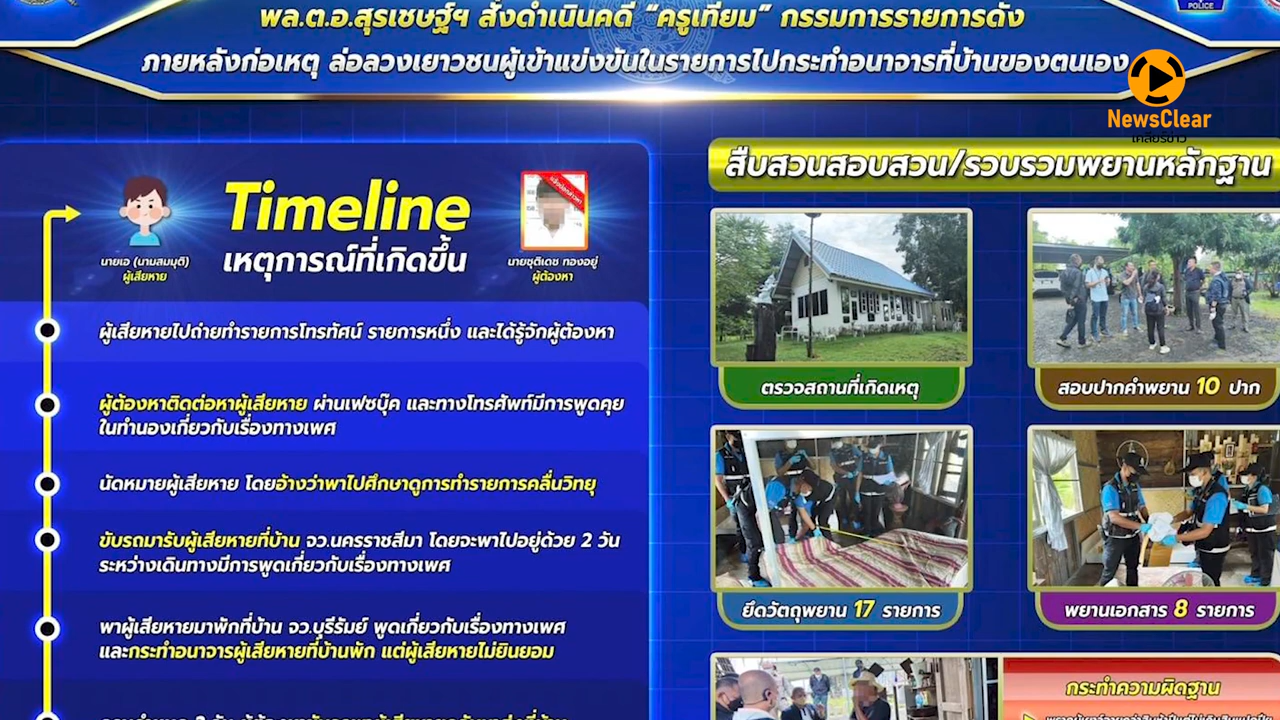 พล.ต.อ.สุรเชษฐ์ฯ สั่งดำเนินคดี “ครูเทียม” กรรมการรายการดัง
ภายหลังก่อเหตุ ล่อลวงเยาวชนผู้เข้าแข่งขันในรายการไปกระทำอนาจารที่บ้านของตนเอง
POLICE
NewsClear
เคลียร์ข่าว
Timeline
เหตุการณ์ที่เกิดขึ้น
นายเอ (นามสมมุติ)
ผู้เสียหาย
นายชุติเดช ทองอยู่
ผู้ต้องหา
ผู้เสียหายไปถ่ายทำรายการโทรทัศน์ รายการหนึ่ง และได้รู้จักผู้ต้องหา
ผู้ต้องหาติดต่อหาผู้เสียหาย ผ่านเฟซบุ๊ค และทางโทรศัพท์มีการพูดคุย
ในทำนองเกี่ยวกับเรื่องทางเพศ
นัดหมายผู้เสียหาย โดยอ้างว่าพาไปศึกษาดูการทำรายการคลื่นวิทยุ
ขับรถมารับผู้เสียหายที่บ้าน จว.นครราชสีมา โดยจะพาไปอยู่ด้วย 2 วัน
ระหว่างเดินทางมีการพูดเกี่ยวกับเรื่องทางเพศ
พาผู้เสียหายมาพักที่บ้าน จว.บุรีรัมย์ พูดเกี่ยวกับเรื่องทางเพศ
และกระทำอนาจารผู้เสียหายที่บ้านพัก แต่ผู้เสียหายไม่ยินยอม
สืบสวนสอบสวน/รวบรวมพยานหลักฐาน
ตรวจสถานที่เกิดเหตุ
สอบปากคำพยาน 10 ปาก
ยึดวัตถุพยาน 17 รายการ
พยานเอกสาร 8 รายการ
กระทำความผิดฐาน